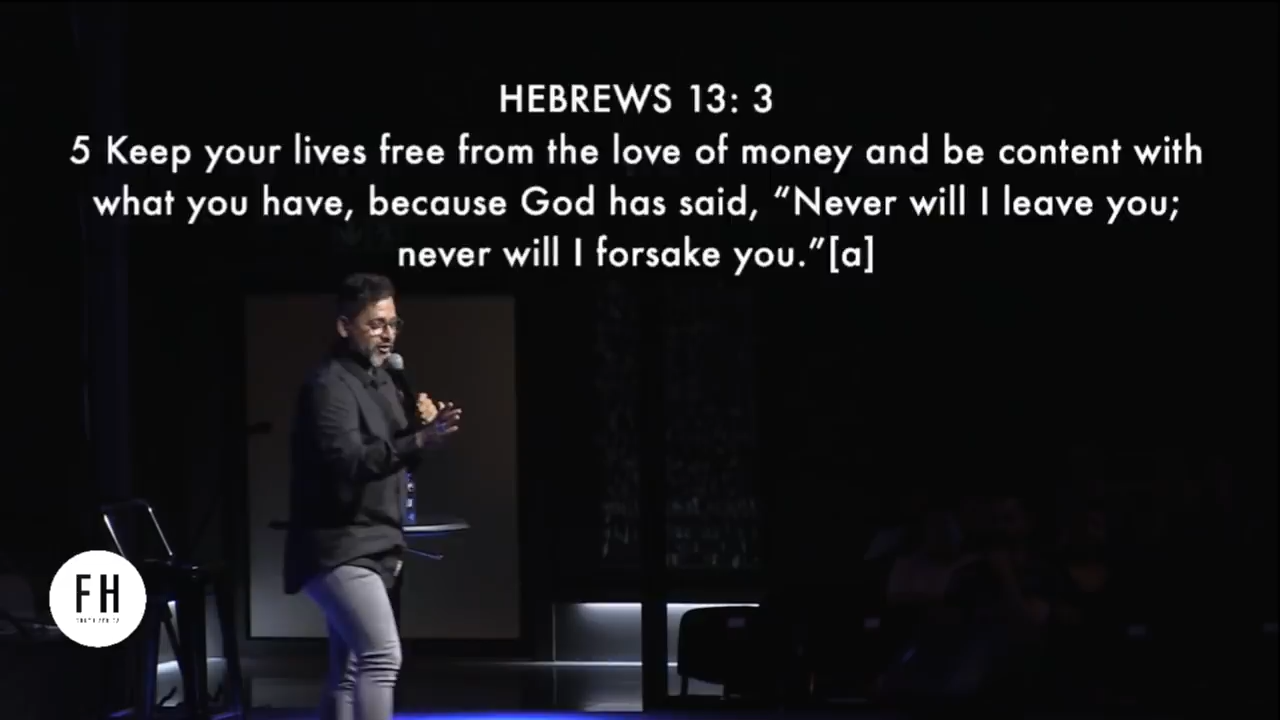 HEBREWS 13: 3
5 Keep your lives free from the love of money and be content with
what you have, because God has said, “Never will I leave you;
never will I forsake you.”[a]
FH